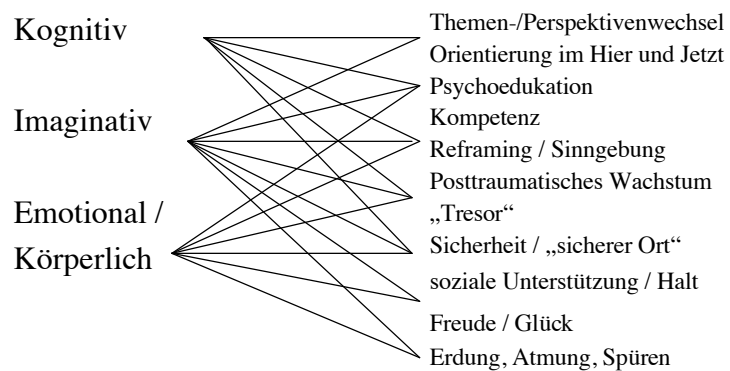 Kognitiv
Imaginativ
Emotional /
Körperlich
Themen-/Perspektivenwechsel
Orientierung im Hier und Jetzt
Psychoedukation
Kompetenz
Reframing / Sinngebung
Posttraumatisches Wachstum
„Tresor“
Sicherheit / „sicherer Ort“
soziale Unterstützung / Halt
Freude / Glück
Erdung, Atmung, Spüren